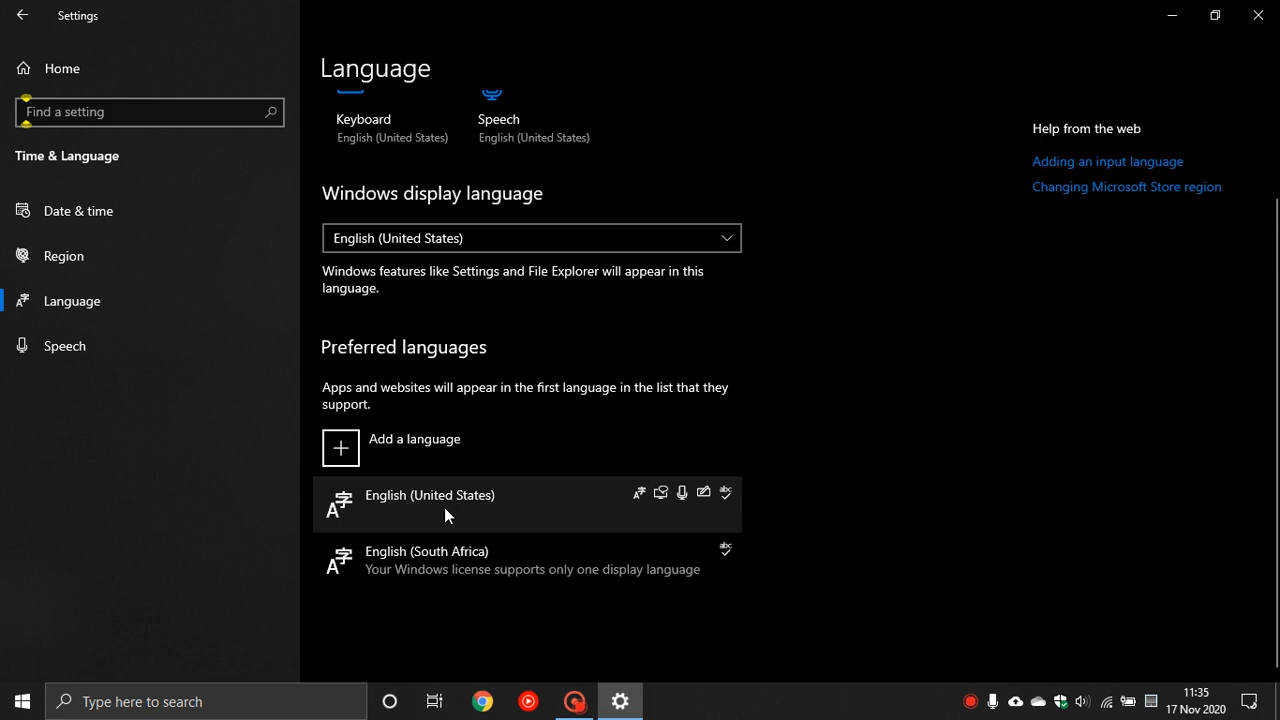 Settings
Home
Find a setting
Time & Language
Date & time
Region
Language
Speech
Language
Keyboard
English (United States)
Speech
English (United States)
Windows display language
English (United States)
Windows features like Settings and File Explorer will appear in this
language.
Preferred languages
Apps and websites will appear in the first language in the list that they
support.
Add a language
English (United States)
English (South Africa)
Your Windows license supports only one display language
Help from the web
Adding an input language
Changing Microsoft Store region
Type here to search
11:35
17 Nov 2020